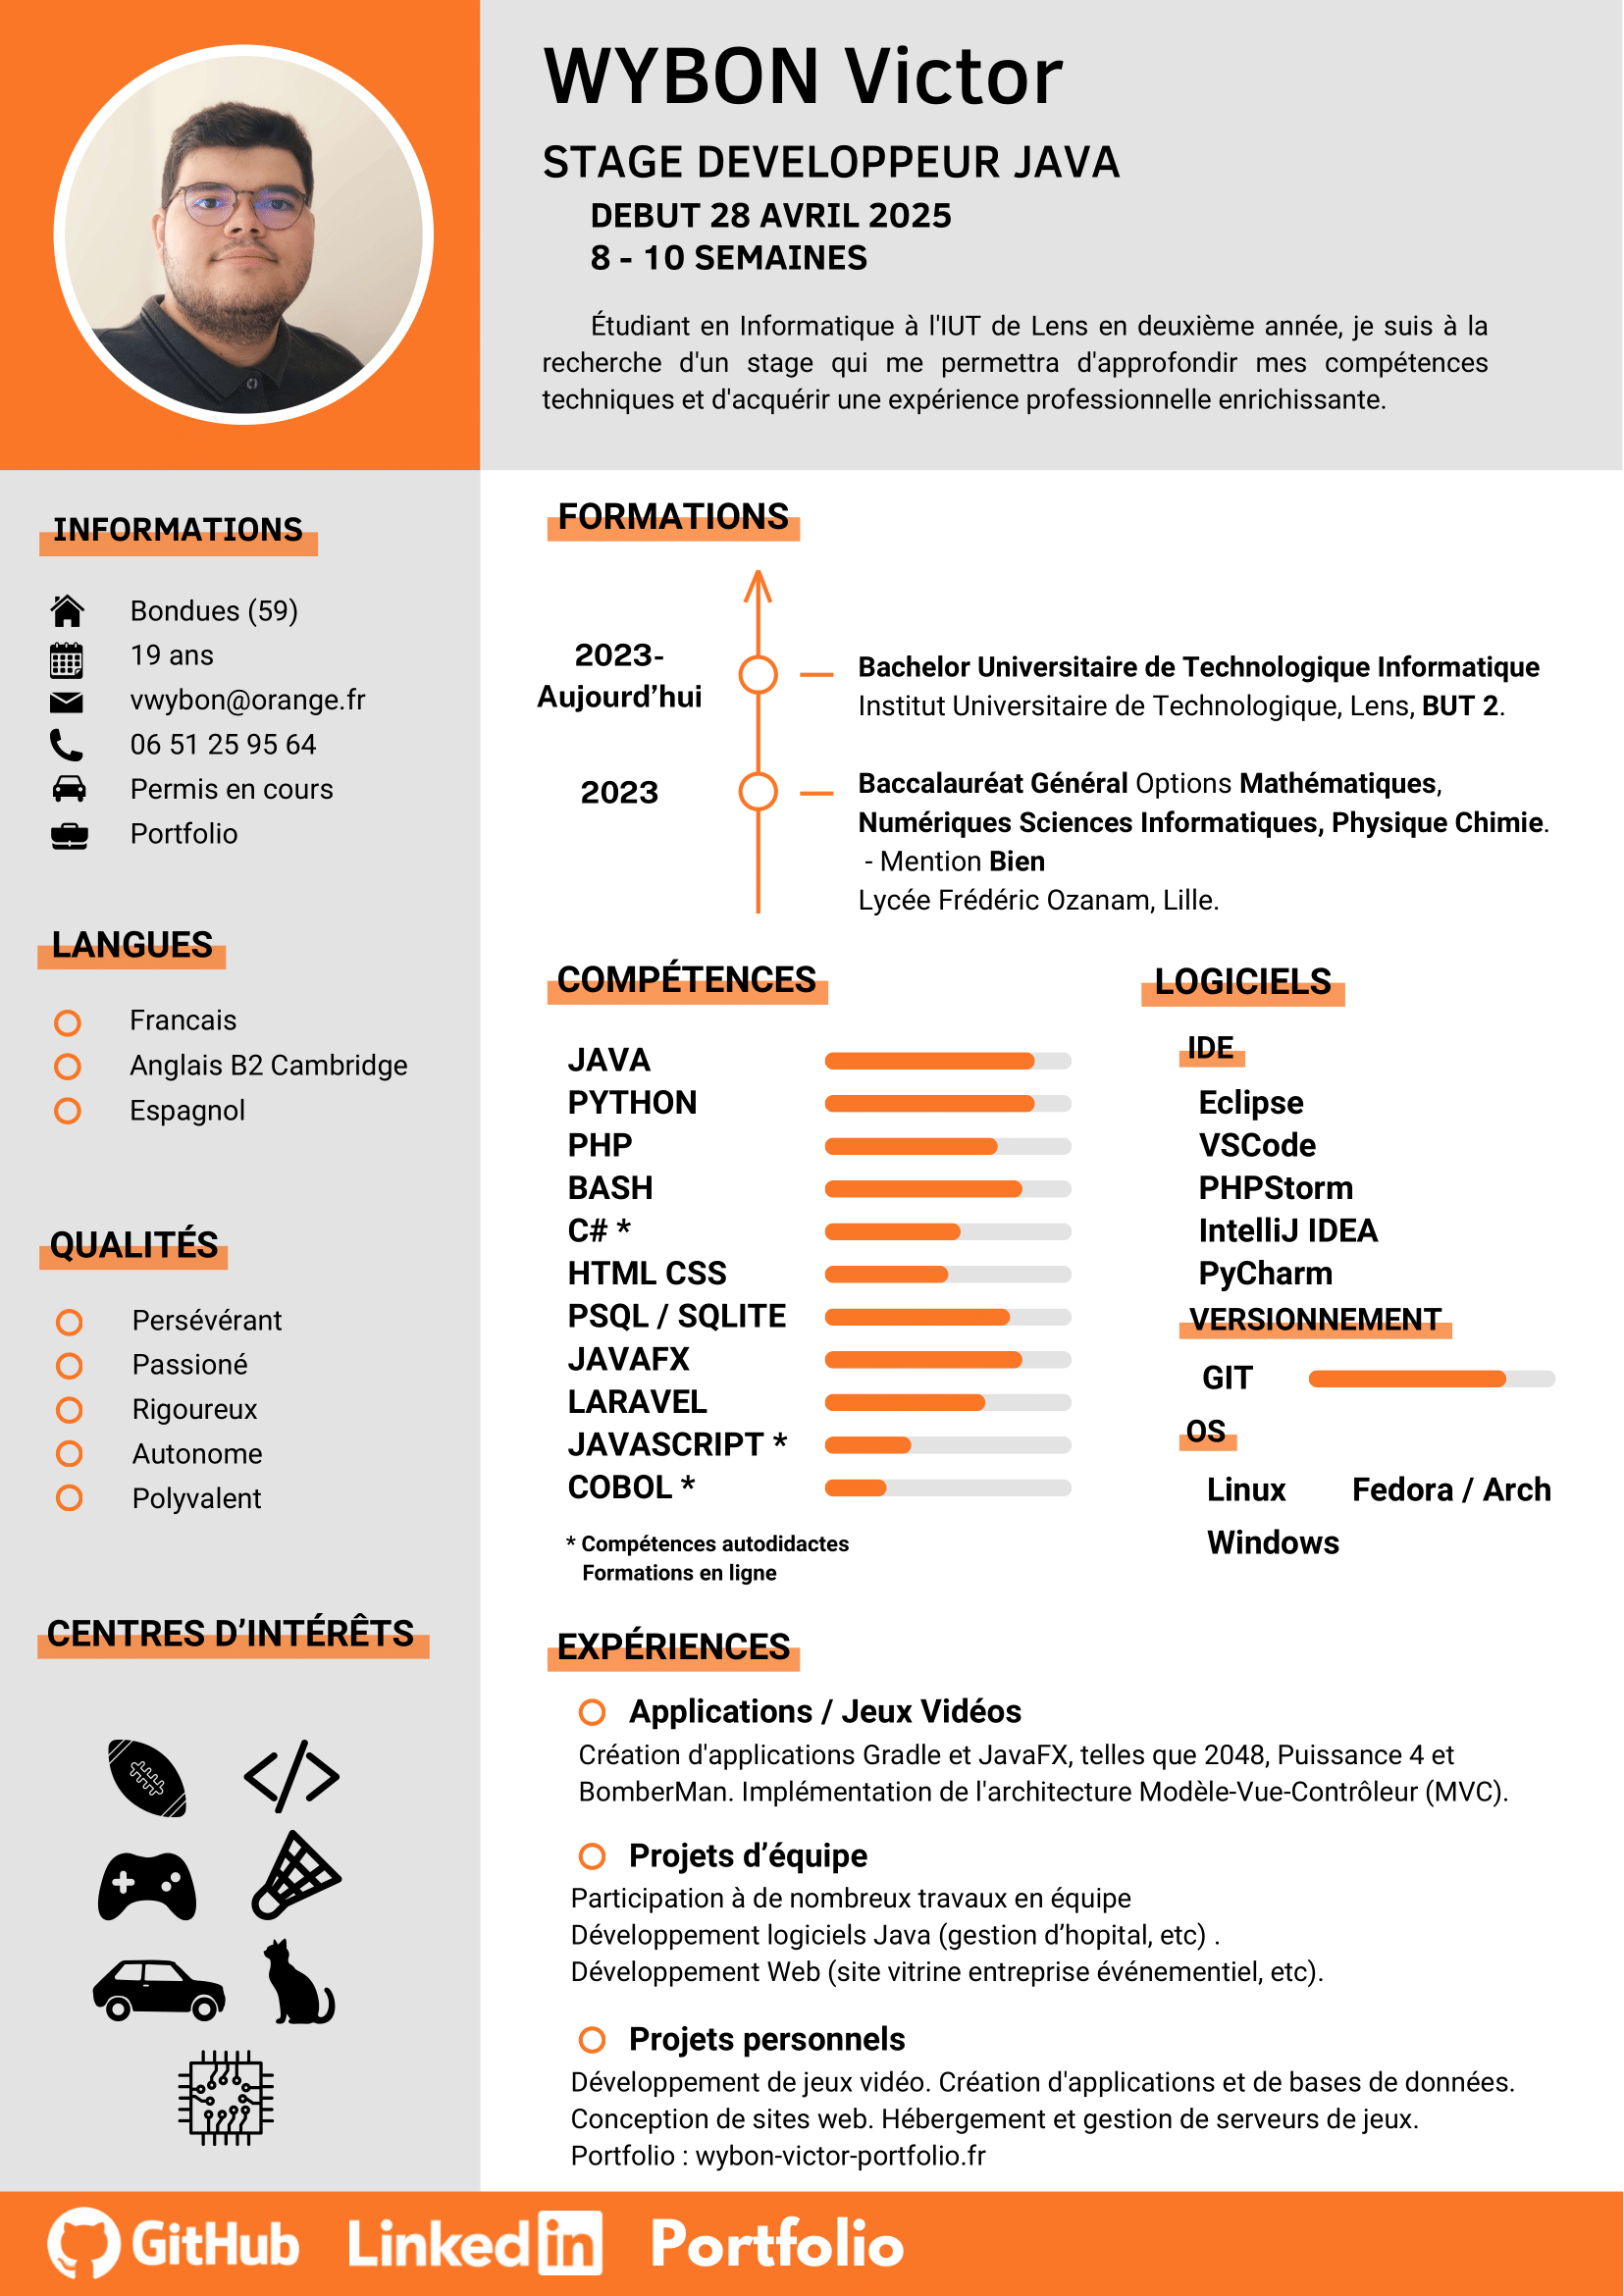 WYBON Victor
STAGE DEVELOPPEUR JAVA
DEBUT 28 AVRIL 2025
8 - 10 SEMAINES
Étudiant en Informatique à l'IUT de Lens en deuxième année, je suis à la
recherche d'un stage qui me permettra d'approfondir mes compétences
techniques et d'acquérir une expérience professionnelle enrichissante.
INFORMATIONS
Bondues (59)
19 ans
vwybon@orange.fr
06 51 25 95 64
Permis en cours
Portfolio
LANGUES
Francais
Anglais B2 Cambridge
Espagnol
QUALITÉS
Persévérant
Passioné
Rigoureux
Autonome
Polyvalent
CENTRES D’INTÉRÊTS
FORMATIONS
2023-
Aujourd’hui
Bachelor Universitaire de Technologique Informatique
Institut Universitaire de Technologique, Lens, BUT 2.
2023
Baccalauréat Général Options Mathématiques,
Numériques Sciences Informatiques, Physique Chimie.
- Mention Bien
Lycée Frédéric Ozanam, Lille.
COMPÉTENCES
JAVA
PYTHON
PHP
BASH
C# *
HTML CSS
PSQL / SQLITE
JAVAFX
LARAVEL
JAVASCRIPT *
COBOL *
* Compétences autodidactes
Formations en ligne
LOGICIELS
IDE
Eclipse
VSCode
PHPStorm
IntelliJ IDEA
PyCharm
VERSIONNEMENT
GIT
OS
Linux Fedora / Arch
Windows
EXPÉRIENCES
Applications / Jeux Vidéos
Création d'applications Gradle et JavaFX, telles que 2048, Puissance 4 et
BomberMan. Implémentation de l'architecture Modèle-Vue-Contrôleur (MVC).
Projets d’équipe
Participation à de nombreux travaux en équipe
Développement logiciels Java (gestion d’hopital, etc) .
Développement Web (site vitrine entreprise événementiel, etc).
Projets personnels
Développement de jeux vidéo. Création d'applications et de bases de données.
Conception de sites web. Hébergement et gestion de serveurs de jeux.
Portfolio : wybon-victor-portfolio.fr
GitHub LinkedIn Portfolio